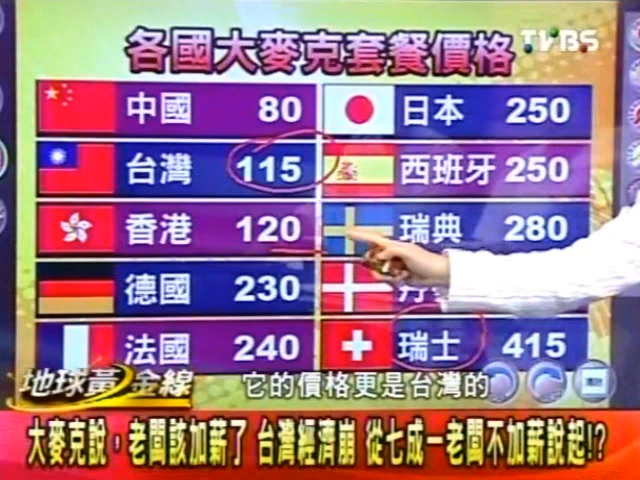 TVBS
各國大麥克套餐價格
中國 80 日本 250
台灣 115 西班牙 250
香港 120 瑞典 280
德國 230
法國 240 瑞士 415
地球黃金線
它的價格更是台灣的
大麥克說，老闆該加薪了 台灣經濟崩 從七成一老闆不加薪說起!?